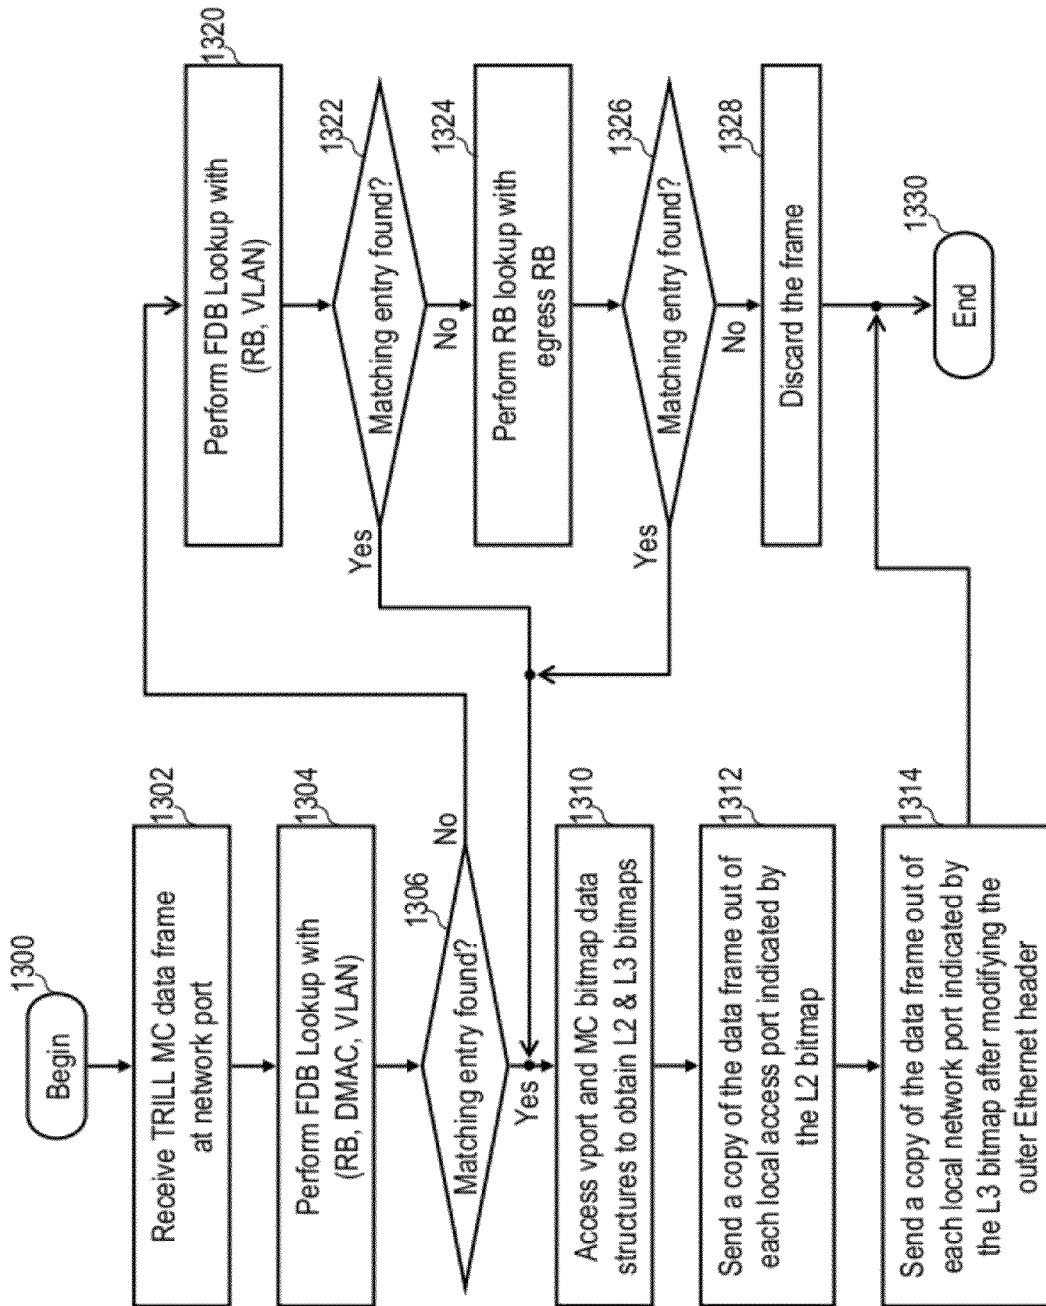 1300
Begin
1302
Receive TRILL MC data frame
at network port
1304
Perform FDB Lookup with
(RB, DMAC, VLAN)
1306
Matching entry found?
No
Yes
1310
Access vport and MC bitmap data
structures to obtain L2 & L3 bitmaps
1312
Send a copy of the data frame out of
each local access port indicated by
the L2 bitmap
1314
Send a copy of the data frame out of
each local network port indicated by
the L3 bitmap after modifying the
outer Ethernet header
1320
Perform FDB Lookup with
(RB, VLAN)
1322
Matching entry found?
Yes
No
1324
Perform RB lookup with
egress RB
1326
Matching entry found?
Yes
No
1328
Discard the frame
1330
End